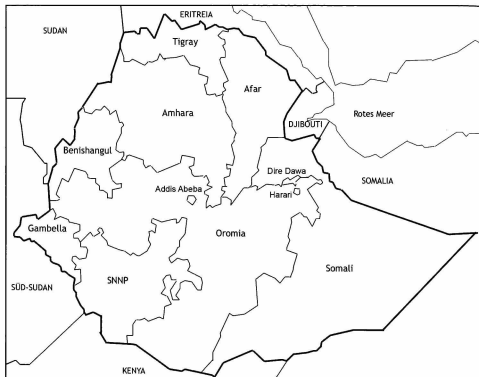 ERITREIA
SUDAN
Tigray
Afar
Amhara
DJIBOUTI
Rotes Meer
Benishangul
Dire Dawa
SOMALIA
Addis Abeba
Harari
Gambella
Oromia
Somali
SNNP
SÜD-SUDAN
KENYA